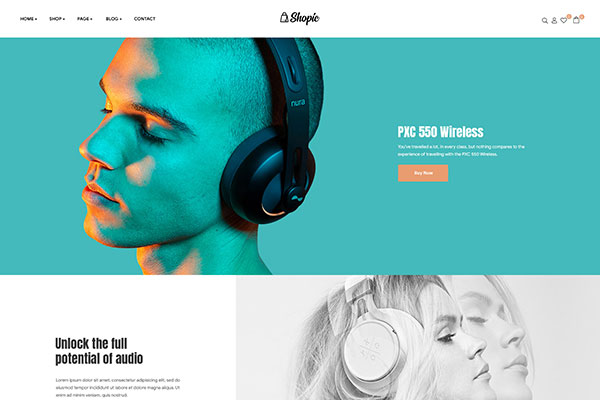 HOME
SHOP
PAGE
BLOG
CONTACT
Shopic
0
0
nura
PXC 550 Wireless
You've travelled a lot, in every class, but nothing compares to the
experience of travelling with the PXC 550 Wireless.
Buy Now
Unlock the full
potential of audio
Lorem ipsum dolor sit amet, consectetur adipiscing elit,
sed do eiusmod tempor incididunt ut labore et dolore magna aliqua. Ut
enim ad minim veniam, quis nostrud.